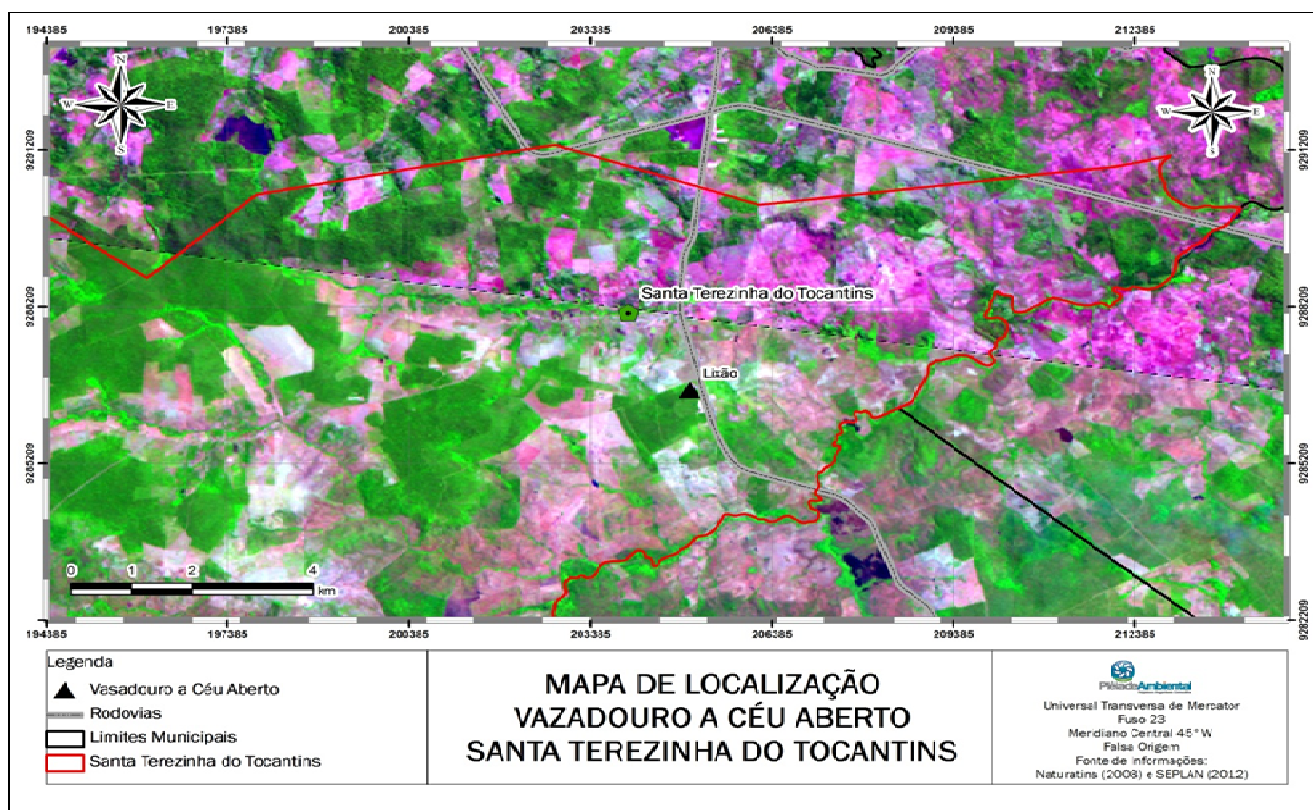 194385 197385 200385 203385 206385 209385 212385
N
W E
S
N
W E
S
9291209 9291209
9288209 9288209
Santa Terezinha do Tocantins
Lixão
9285209 9285209
0 1 2 4
km
9282209
194385 197385 200385 203385 206385 209385 212385
Legenda
Vasadouro a Céu Aberto
Rodovias
Limites Municipais
Santa Terezinha do Tocantins
MAPA DE LOCALIZAÇÃO
VAZADOURO A CÉU ABERTO
SANTA TEREZINHA DO TOCANTINS
PlêiadeAmbiental
Universal Transversa de Mercator
Fuso 23
Meridiano Central 45° W
Falsa Origem
Fonte de Informações:
Naturatins (2008) e SEPLAN (2012)